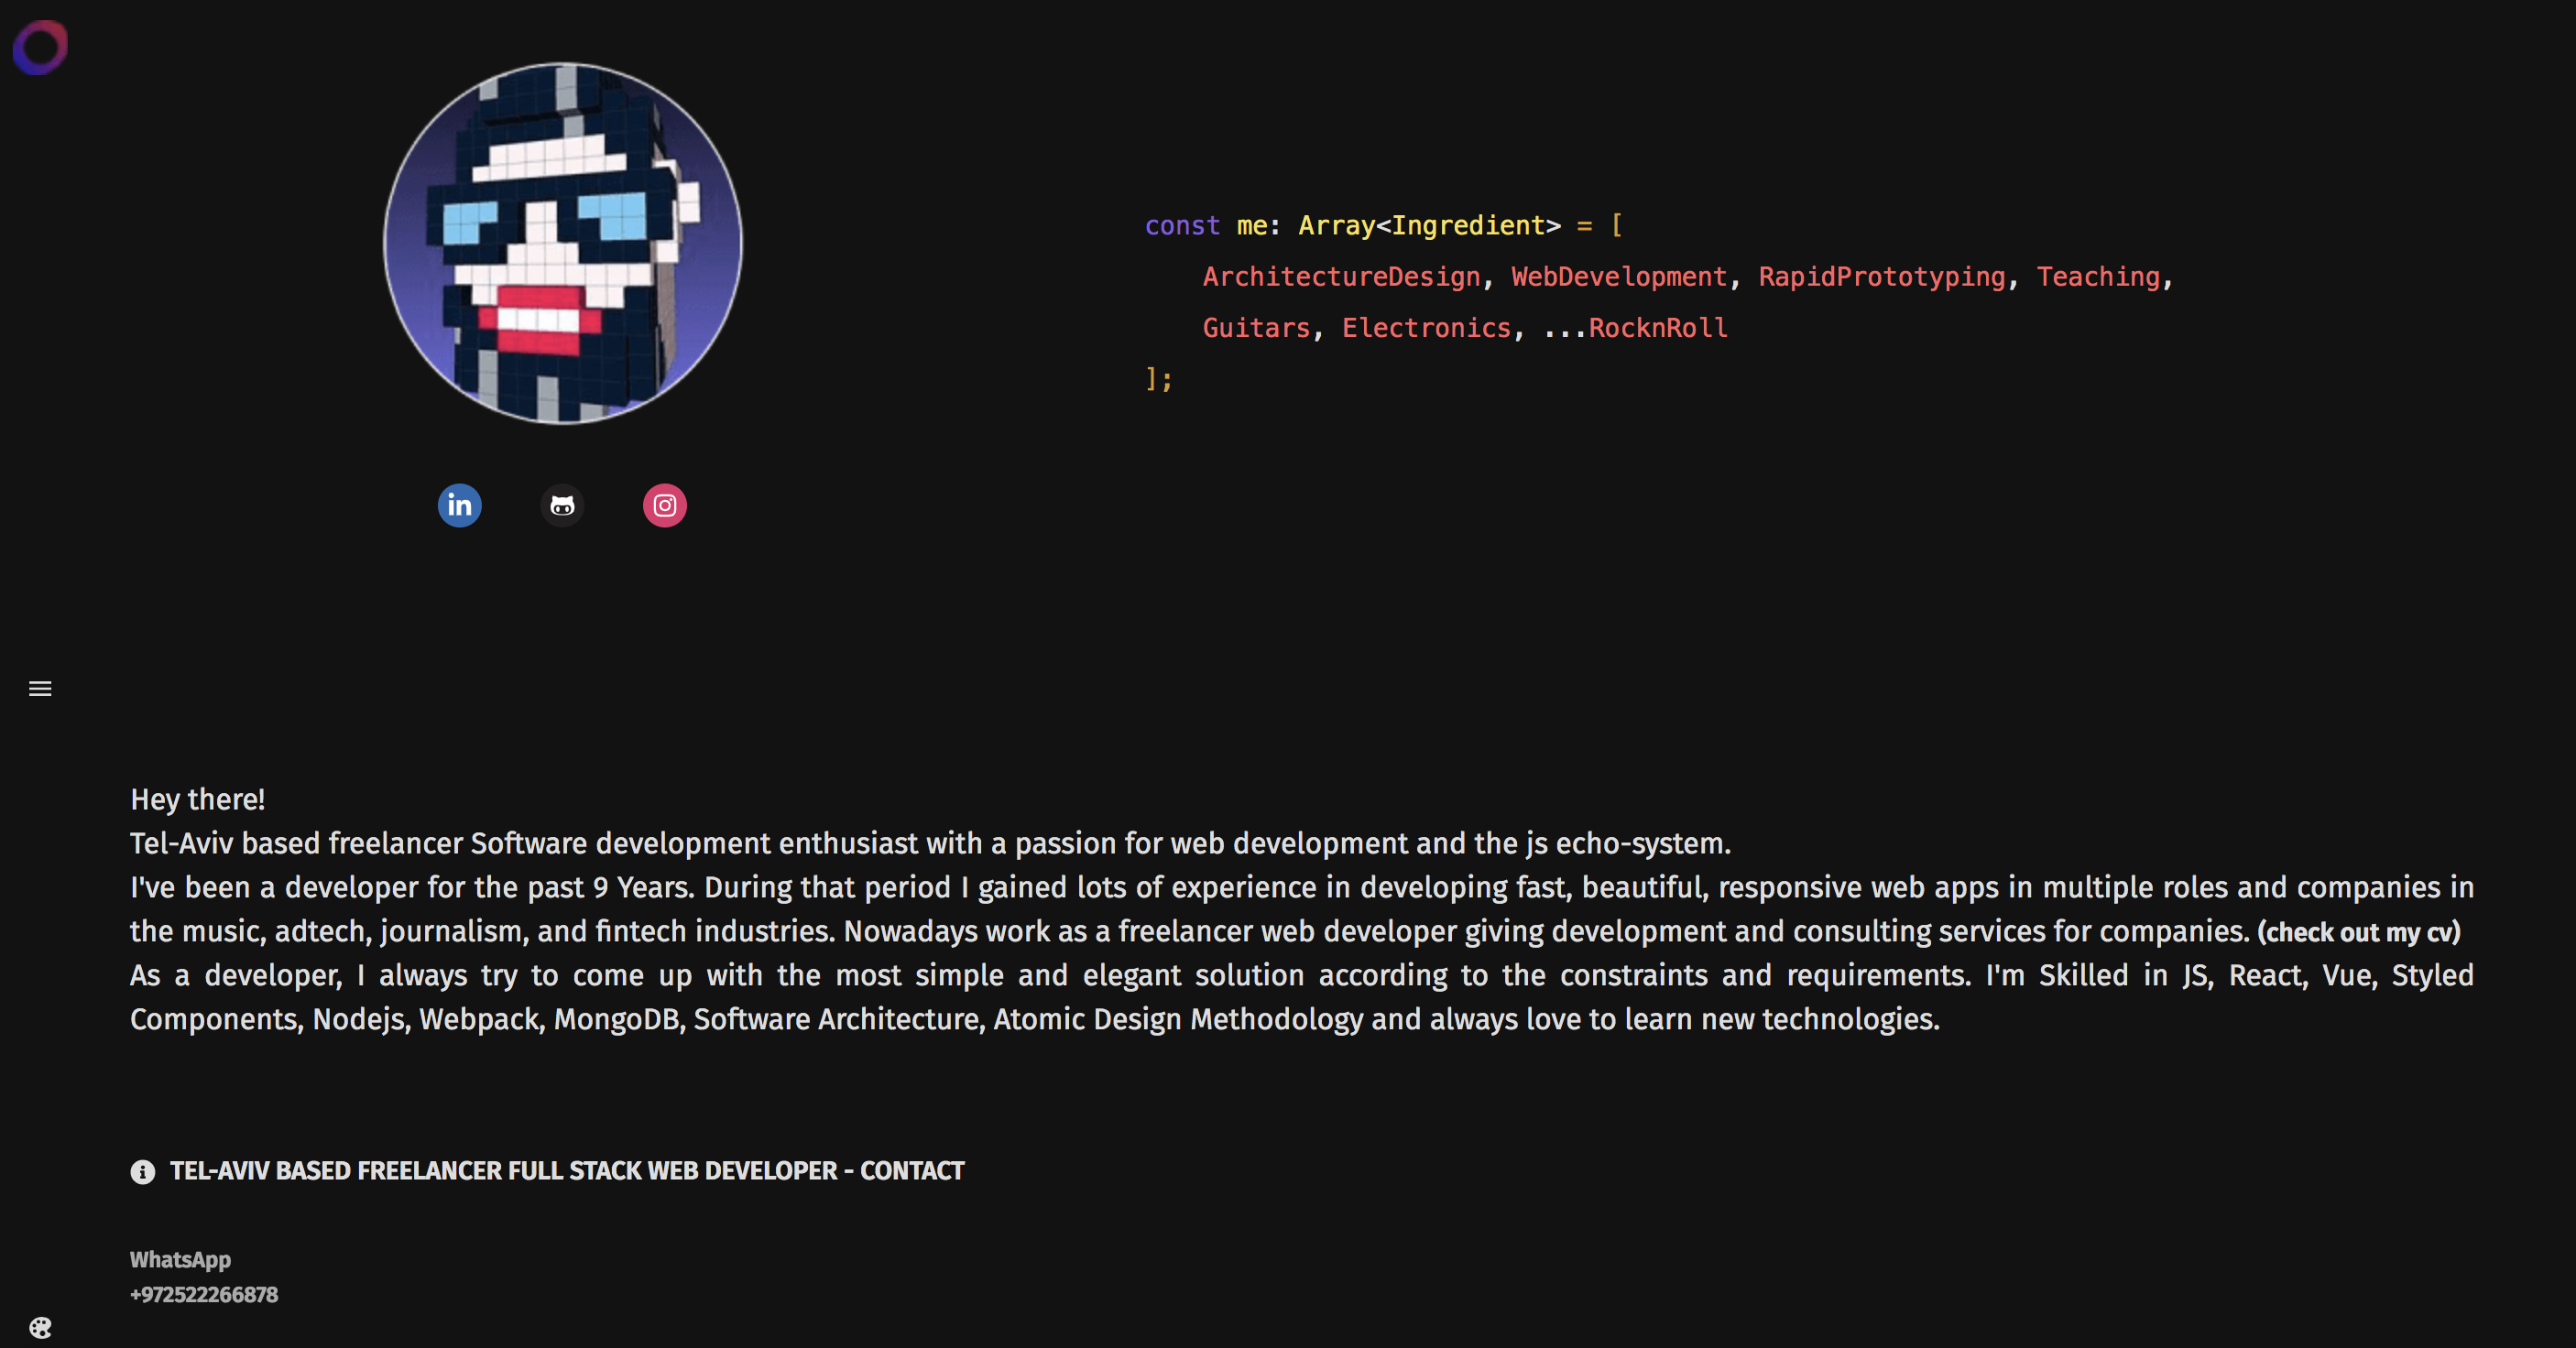 const me: Array<Ingredient> = [
ArchitectureDesign, WebDevelopment, RapidPrototyping, Teaching,
Guitars, Electronics, ...RocknRoll
];
in
Hey there!
Tel-Aviv based freelancer Software development enthusiast with a passion for web development and the js echo-system.
I've been a developer for the past 9 Years. During that period I gained lots of experience in developing fast, beautiful, responsive web apps in multiple roles and companies in
the music, adtech, journalism, and fintech industries. Nowadays work as a freelancer web developer giving development and consulting services for companies. (check out my cv)
As a developer, I always try to come up with the most simple and elegant solution according to the constraints and requirements. I'm Skilled in JS, React, Vue, Styled
Components, Nodejs, Webpack, MongoDB, Software Architecture, Atomic Design Methodology and always love to learn new technologies.
TEL-AVIV BASED FREELANCER FULL STACK WEB DEVELOPER - CONTACT
WhatsApp
+972522266878